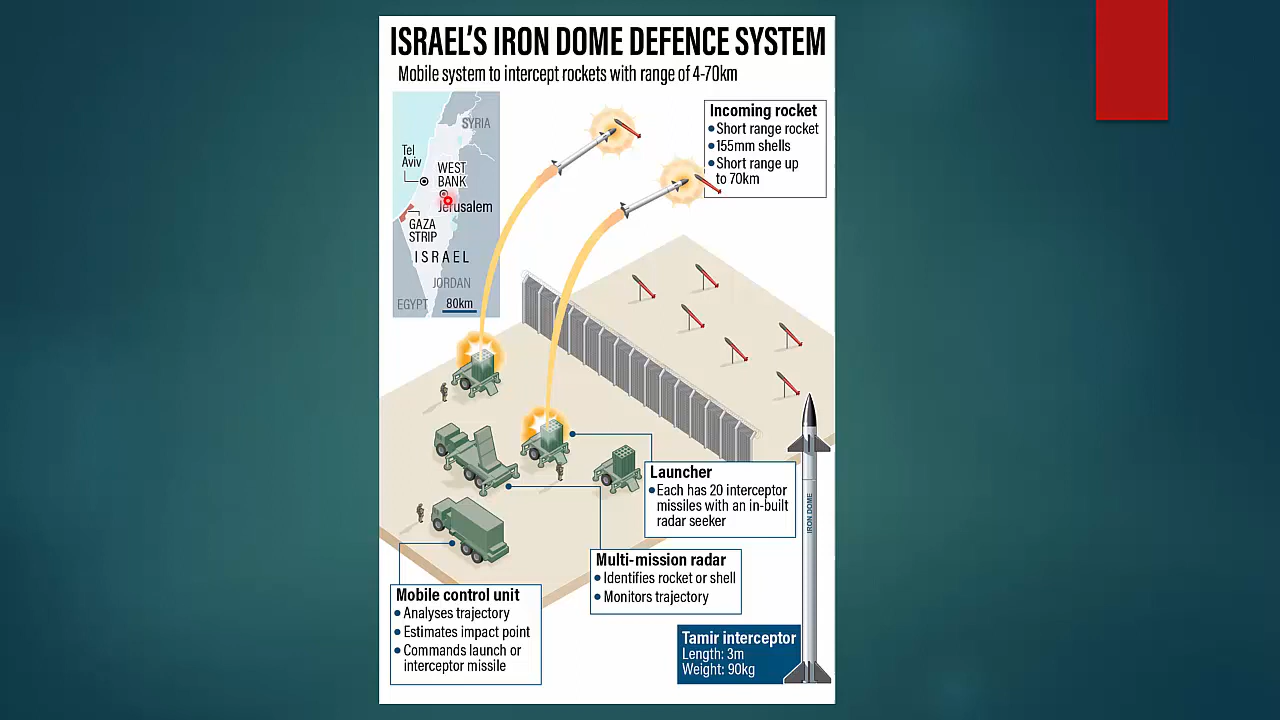 ISRAEL'S IRON DOME DEFENCE SYSTEM
Mobile system to intercept rockets with range of 4-70km
SYRIA
Tel
Aviv
WEST
BANK
Jerusalem
GAZA
STRIP
ISRAEL
JORDAN
EGYPT
80km
Incoming rocket
• Short range rocket
• 155mm shells
• Short range up
to 70km
Launcher
• Each has 20 interceptor
missiles with an in-built
radar seeker
Multi-mission radar
• Identifies rocket or shell
• Monitors trajectory
Mobile control unit
• Analyses trajectory
• Estimates impact point
• Commands launch or
interceptor missile
Tamir interceptor
Length: 3m
Weight: 90kg
IRON DOME